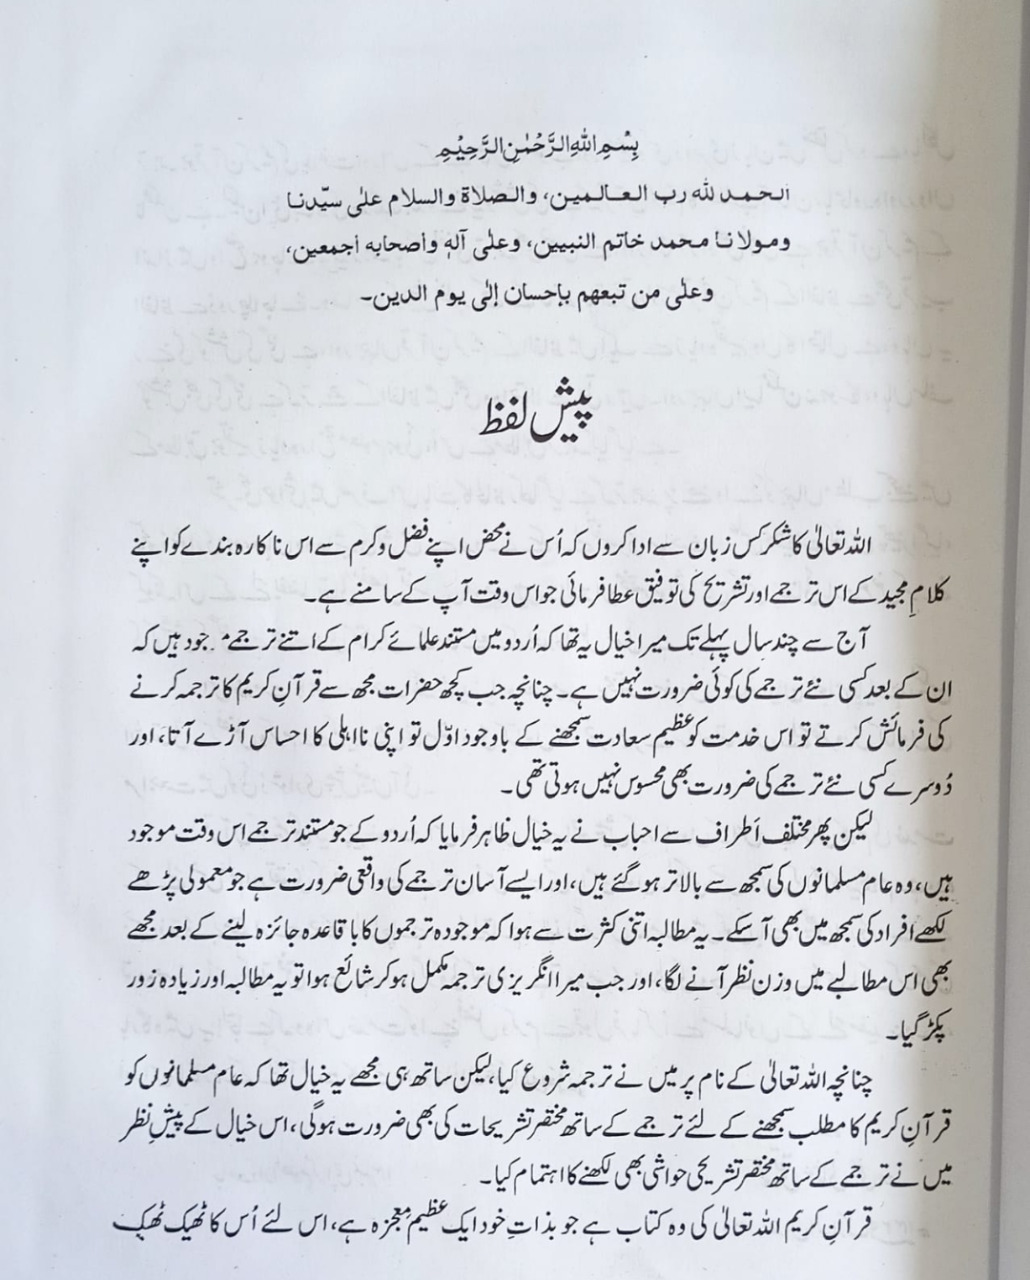 بِسْمِ اللهِ الرَّحْمٰنِ الرَّحِيْمِ
الحمد لله رب العالمين، والصلاة والسلام علٰى سيّدنا
ومولانا محمد خاتم النبيين، وعلٰى آلهٖ وأصحابه أجمعين،
وعلٰى من تبعهم بإحسان إلٰى يوم الدين۔
پیش لفظ
اللہ تعالیٰ کا شکر کس زبان سے ادا کروں کہ اُس نے محض اپنے فضل وکرم سے اس ناکارہ بندے کو اپنے
کلامِ مجید کے اس ترجمے اور تشریح کی توفیق عطا فرمائی جو اس وقت آپ کے سامنے ہے۔
آج سے چند سال پہلے تک میرا خیال یہ تھا کہ اُردو میں مستند علمائے کرام کے اتنے ترجمے موجود ہیں کہ
ان کے بعد کسی نئے ترجمے کی کوئی ضرورت نہیں ہے۔ چنانچہ جب کچھ حضرات مجھ سے قرآنِ کریم کا ترجمہ کرنے
کی فرمائش کرتے تو اس خدمت کو عظیم سعادت سمجھنے کے باوجود اوّل تو اپنی نااہلی کا احساس آڑے آتا، اور
دُوسرے کسی نئے ترجمے کی ضرورت بھی محسوس نہیں ہوتی تھی۔
لیکن پھر مختلف اَطراف سے احباب نے یہ خیال ظاہر فرمایا کہ اُردو کے جو مستند ترجمے اس وقت موجود
ہیں، وہ عام مسلمانوں کی سمجھ سے بالاتر ہوگئے ہیں، اور ایسے آسان ترجمے کی واقعی ضرورت ہے جو معمولی پڑھے
لکھے افراد کی سمجھ میں بھی آسکے۔ یہ مطالبہ اتنی کثرت سے ہوا کہ موجودہ ترجموں کا باقاعدہ جائزہ لینے کے بعد مجھے
بھی اس مطالبے میں وزن نظر آنے لگا، اور جب میرا انگریزی ترجمہ مکمل ہوکر شائع ہوا تو یہ مطالبہ اور زیادہ زور
پکڑ گیا۔
چنانچہ اللہ تعالیٰ کے نام پر میں نے ترجمہ شروع کیا، لیکن ساتھ ہی مجھے یہ خیال تھا کہ عام مسلمانوں کو
قرآنِ کریم کا مطلب سمجھنے کے لئے ترجمے کے ساتھ مختصر تشریحات کی بھی ضرورت ہوگی، اس خیال کے پیشِ نظر
میں نے ترجمے کے ساتھ مختصر تشریحی حواشی بھی لکھنے کا اہتمام کیا۔
قرآنِ کریم اللہ تعالیٰ کی وہ کتاب ہے جو بذاتِ خود ایک عظیم معجزہ ہے، اس لئے اُس کا ٹھیک ٹھیک